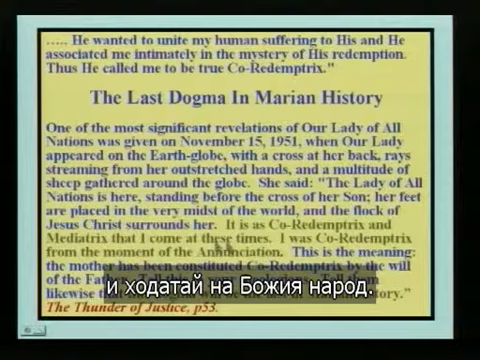 ..... He wanted to unite my human suffering to His and He
associated me intimately in the mystery of His redemption.
Thus He called me to be true Co-Redemptrix."
The Last Dogma In Marian History
One of the most significant revelations of Our Lady of All
Nations was given on November 15, 1951, when Our Lady
appeared on the Earth-globe, with a cross at her back, rays
streaming from her outstretched hands, and a multitude of
sheep gathered around the globe. She said: "The Lady of All
Nations is here, standing before the cross of her Son; her feet
are placed in the very midst of the world, and the flock of
Jesus Christ surrounds her. It is as Co-Redemptrix and
Mediatrix that I come at these times. I was Co-Redemptrix
from the moment of the Annunciation. This is the meaning:
the mother has been constituted Co-Redemptrix by the will
of the Father.
likewise
и ходатай на Божия народ.
The Thunder of Justice, p53.